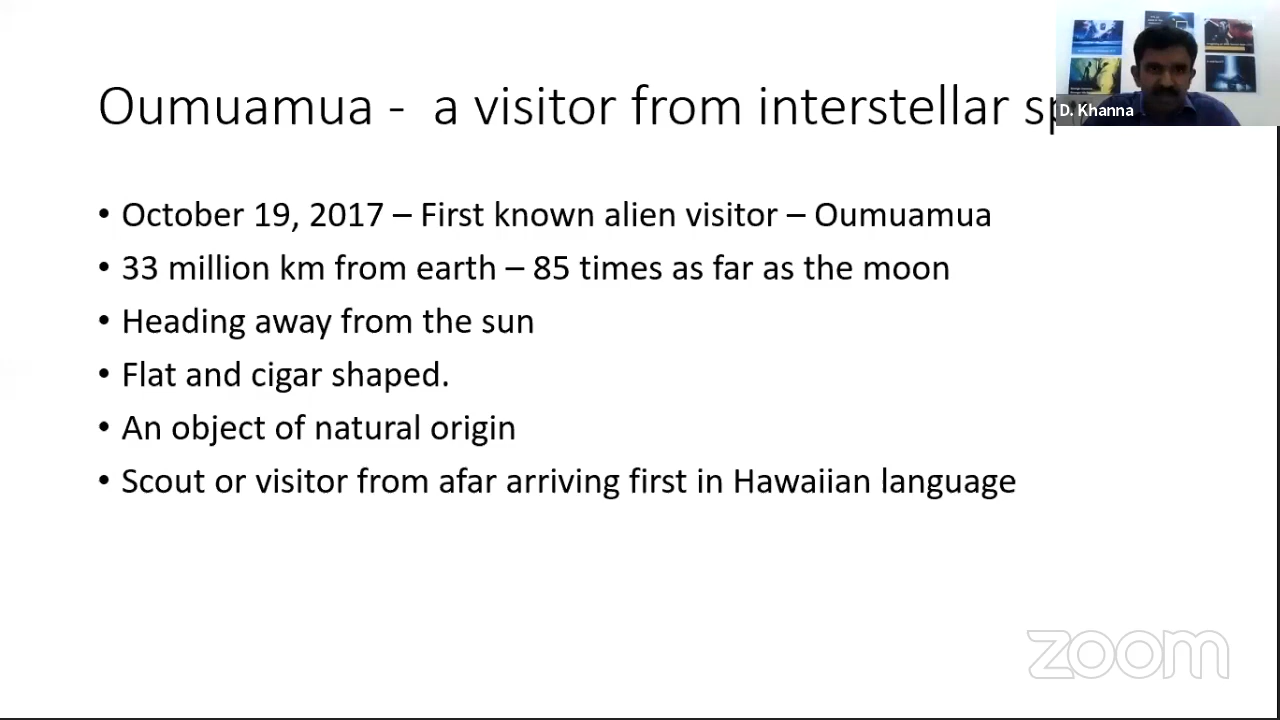 Oumuamua - a visitor from interstellar
D. Khanna
• October 19, 2017 – First known alien visitor – Oumuamua
• 33 million km from earth – 85 times as far as the moon
• Heading away from the sun
• Flat and cigar shaped.
• An object of natural origin
• Scout or visitor from afar arriving first in Hawaiian language
zoom